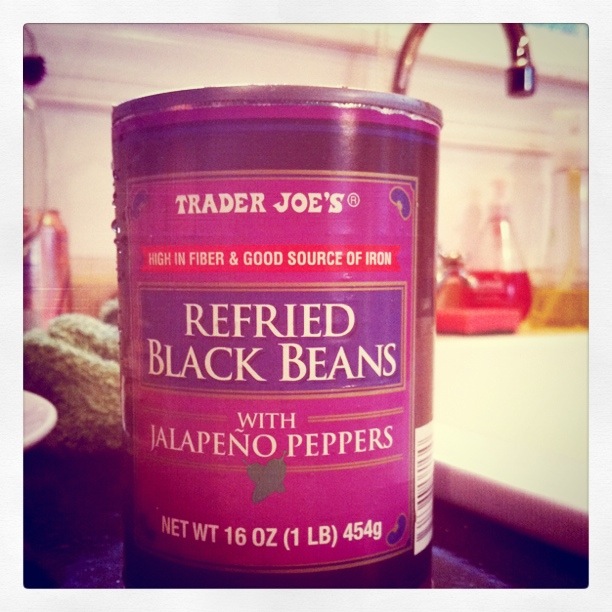 TRADER JOE'S®
HIGH IN FIBER & GOOD SOURCE OF IRON
REFRIED
BLACK BEANS
WITH
JALAPEÑO PEPPERS
NET WT 16 OZ (1 LB) 454g